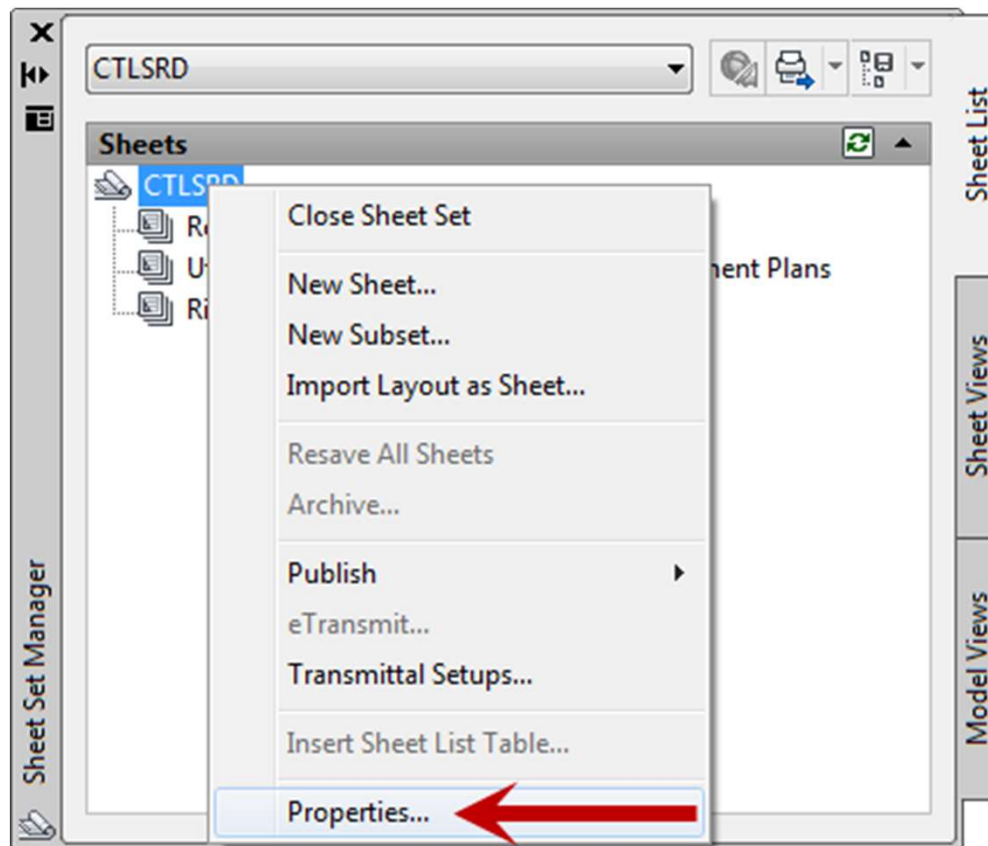 CTLSRD
Sheets
CTLSRD
Close Sheet Set
New Sheet...
ment Plans
New Subset...
Import Layout as Sheet...
Resave All Sheets
Archive...
Publish
eTransmit...
Transmittal Setups...
Insert Sheet List Table...
Properties...
Sheet List
Sheet Views
Model Views
Sheet Set Manager